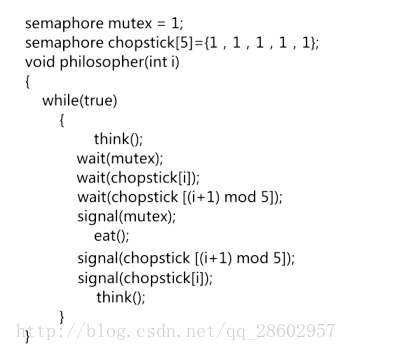 semaphore mutex = 1;
semaphore chopstick[5]={1 , 1 , 1 , 1 , 1};
void philosopher(int i)
{
while(true)
{
think();
wait(mutex);
wait(chopstick[i]);
wait(chopstick [(i+1) mod 5]);
signal(mutex);
eat();
signal(chopstick [(i+1) mod 5]);
signal(chopstick[i]);
think();
}
}
http://blog.csdn.net/qq_28602957